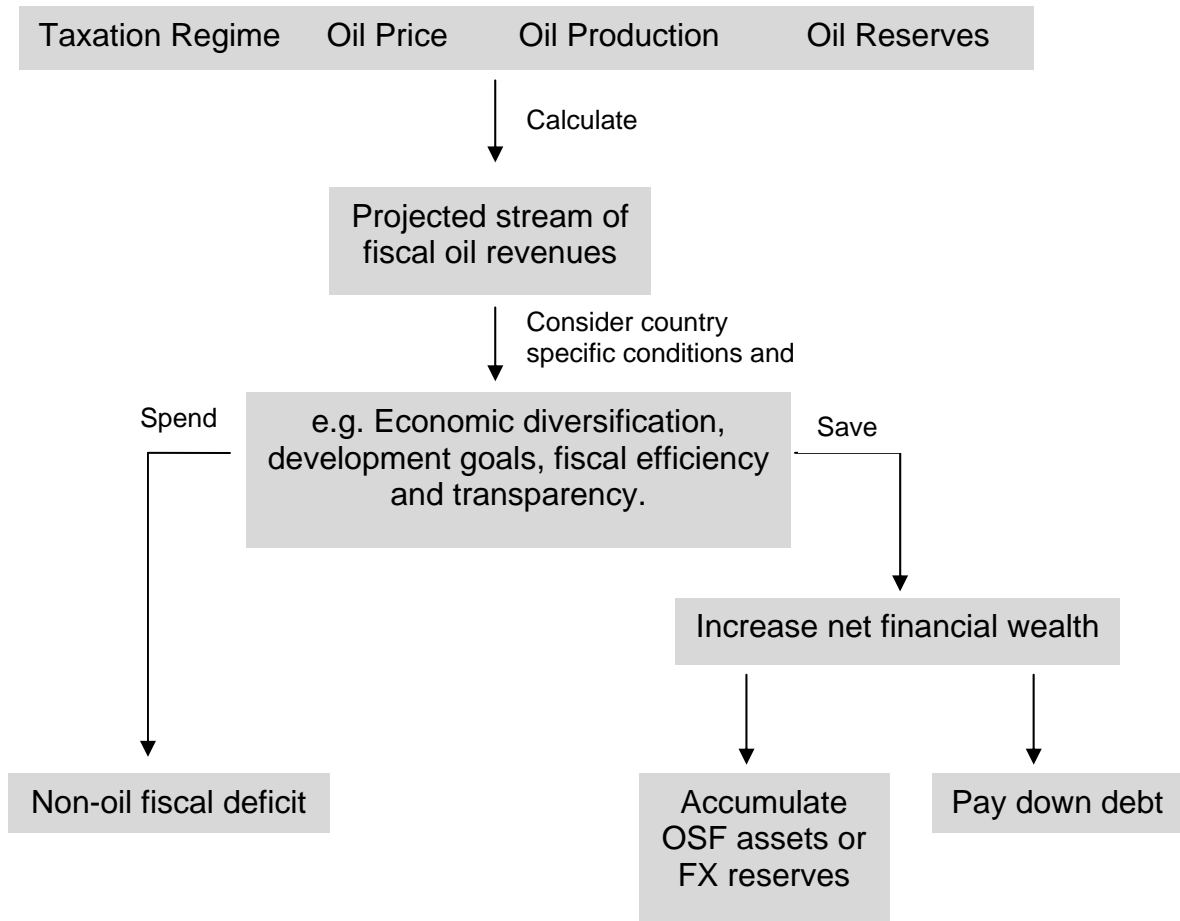 Taxation Regime Oil Price Oil Production Oil Reserves
Calculate
Projected stream of
fiscal oil revenues
Consider country
specific conditions and
Spend
e.g. Economic diversification,
development goals, fiscal efficiency
and transparency.
Save
Increase net financial wealth
Non-oil fiscal deficit
Accumulate
OSF assets or
FX reserves
Pay down debt